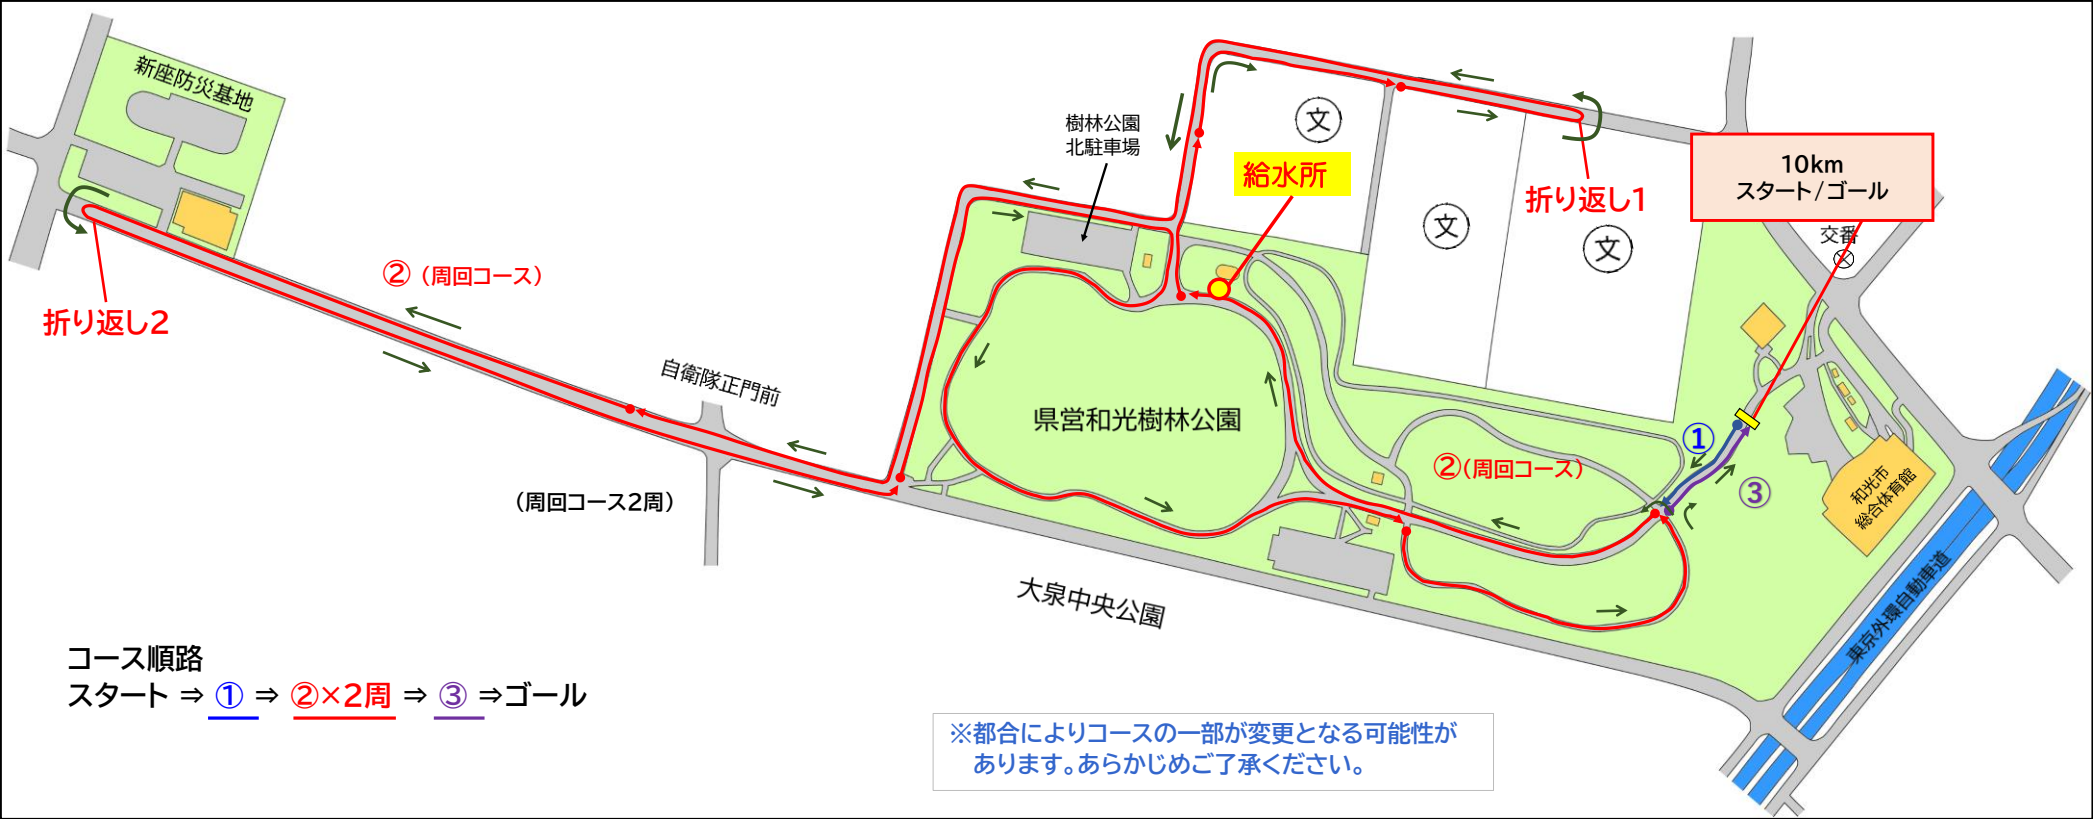 新座防災基地
樹林公園
北駐車場
文
給水所
文
文
折り返し1
10km
スタート/ゴール
交番
②（周回コース）
折り返し2
自衛隊正門前
県営和光樹林公園
①
②(周回コース）
③
和光市
総合体育館
（周回コース2周）
大泉中央公園
東京外環自動車道
コース順路
スタート ⇒ ① ⇒ ②×2周 ⇒ ③ ⇒ゴール
※都合によりコースの一部が変更となる可能性が
あります。あらかじめご了承ください。